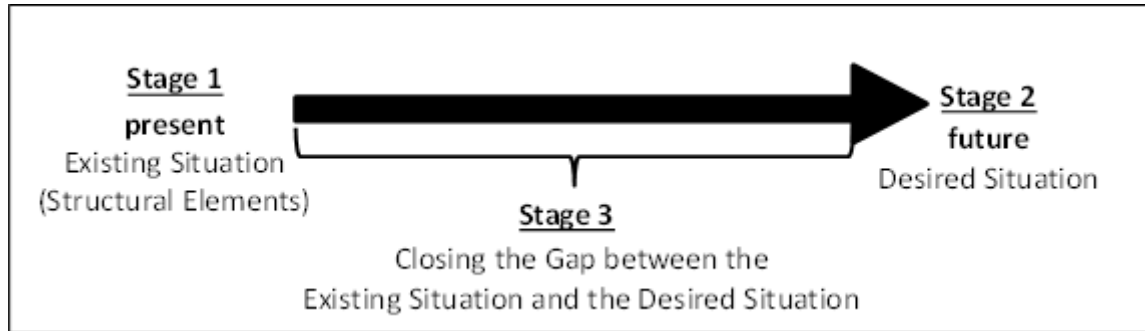 Stage 1
present
Existing Situation
(Structural Elements)
Stage 2
future
Desired Situation
Stage 3
Closing the Gap between the
Existing Situation and the Desired Situation